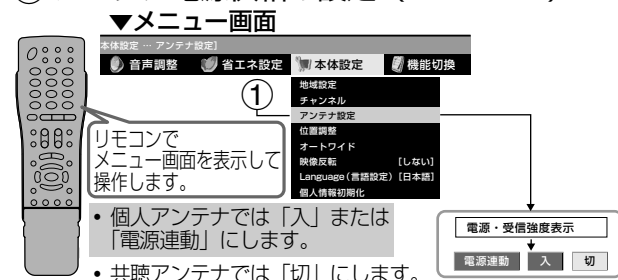 ▼メニュー画面
本体設定 … アンテナ設定]
音声調整 省エネ設定 本体設定 機能切換
①
地域設定
チャンネル
アンテナ設定
位置調整
オートワイド
映像反転 [しない]
Language(言語設定) [日本語]
個人情報初期化
リモコンで
メニュー画面を表示して
操作します。
• 個人アンテナでは「入」または
「電源連動」にします。
電源・受信強度表示
電源連動 入 切
• 共聴アンテナでは「切」にします。